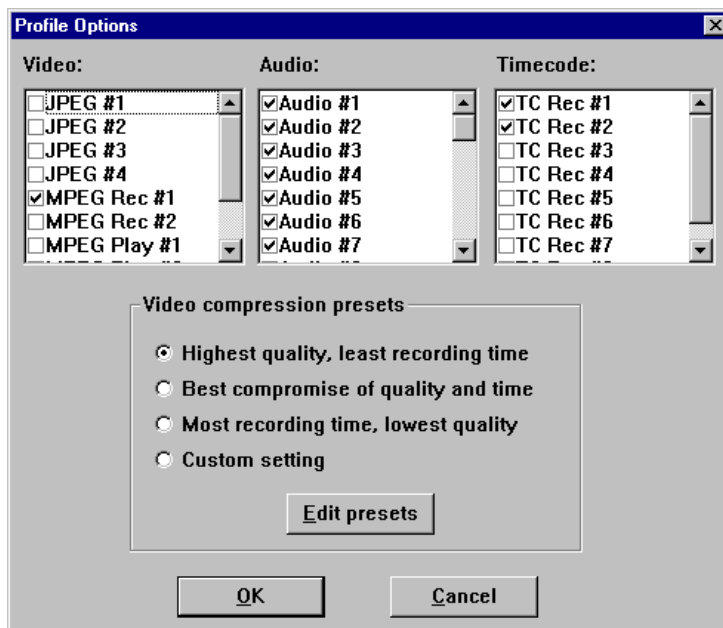 Profile Options
Video:
JPEG #1
JPEG #2
JPEG #3
JPEG #4
MPEG Rec #1
MPEG Rec #2
MPEG Play #1
Audio:
Audio #1
Audio #2
Audio #3
Audio #4
Audio #5
Audio #6
Audio #7
Timecode:
TC Rec #1
TC Rec #2
TC Rec #3
TC Rec #4
TC Rec #5
TC Rec #6
TC Rec #7
Video compression presets
Highest quality, least recording time
Best compromise of quality and time
Most recording time, lowest quality
Custom setting
Edit presets
OK
Cancel